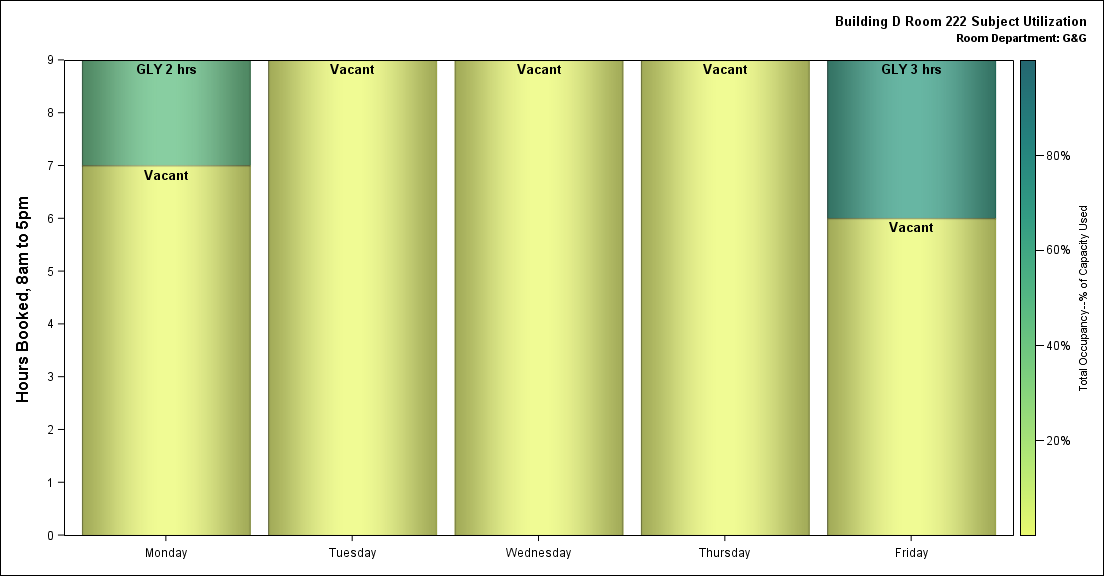 Building D Room 222 Subject Utilization
Room Department: G&G
Hours Booked, 8am to 5pm
9
8
7
6
5
4
3
2
1
0
GLY 2 hrs
Vacant
Vacant
Vacant
Vacant
GLY 3 hrs
Vacant
Monday
Tuesday
Wednesday
Thursday
Friday
80%
60%
40%
20%
Total Occupancy--% of Capacity Used